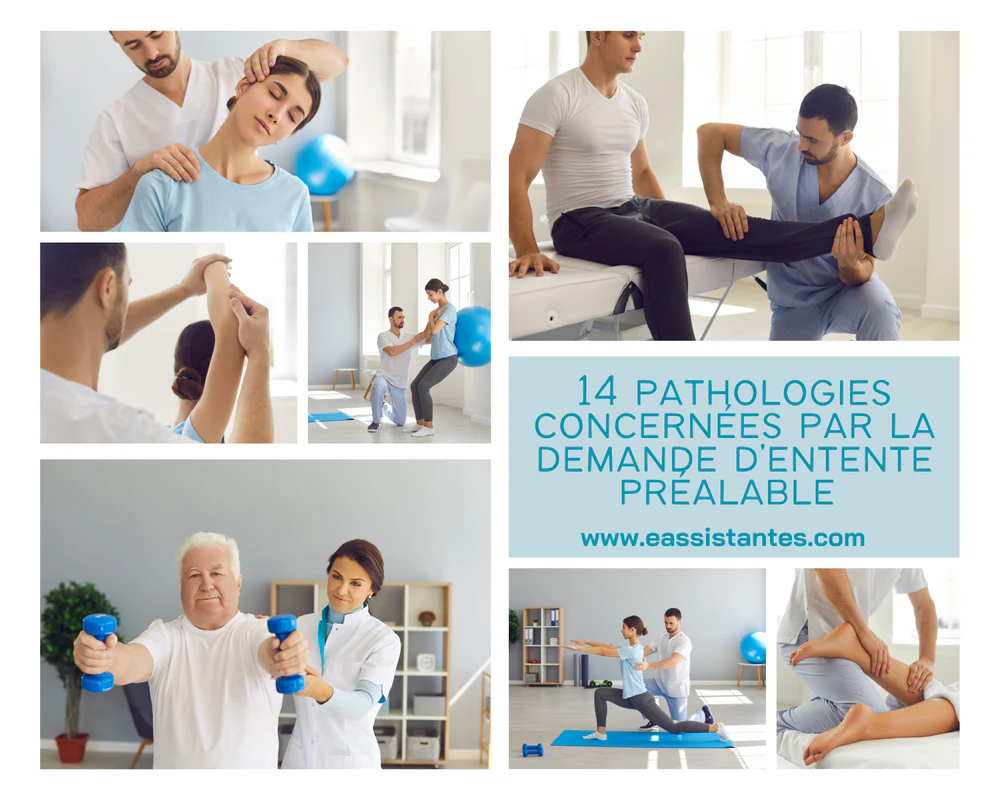 14 PATHOLOGIES
CONCERNÉES PAR LA
DEMANDE D'ENTENTE
PRÉALABLE
www.eassistantes.com